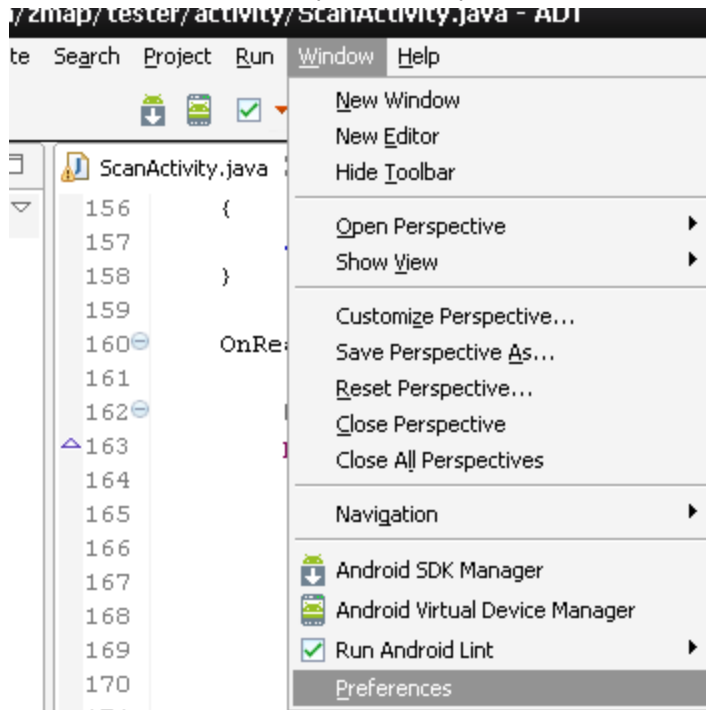 /zmap/tester/activity/ScanActivity.java - ADT
te Search Project Run Window Help
New Window
New Editor
Hide Toolbar
Open Perspective
Show View
Customize Perspective...
Save Perspective As...
Reset Perspective...
Close Perspective
Close All Perspectives
Navigation
Android SDK Manager
Android Virtual Device Manager
Run Android Lint
Preferences
ScanActivity.java
156 {
157
158 }
159
160 OnRea
161
162
163
164
165
166
167
168
169
170